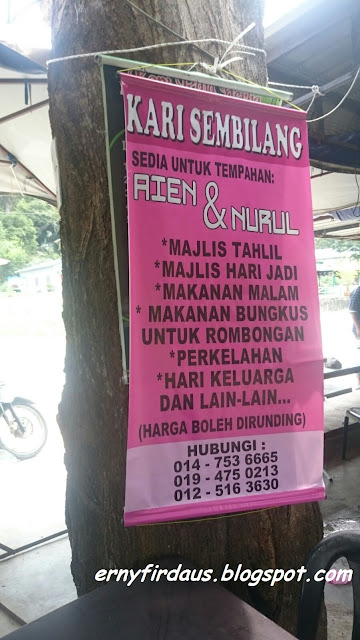 KARI SEMBILANG
SEDIA UNTUK TEMPAHAN:
AIEN
& NURUL
*MAJLIS TAHLIL
*MAJLIS HARI JADI
*MAKANAN MALAM
* MAKANAN BUNGKUS
UNTUK ROMBONGAN
*PERKELAHAN
*HARI KELUARGA
DAN LAIN-LAIN...
(HARGA BOLEH DIRUNDING)
HUBUNGI :
014 - 753 6665
019 - 475 0213
012 - 516 3630
ernyfirdaus.blogspot.com